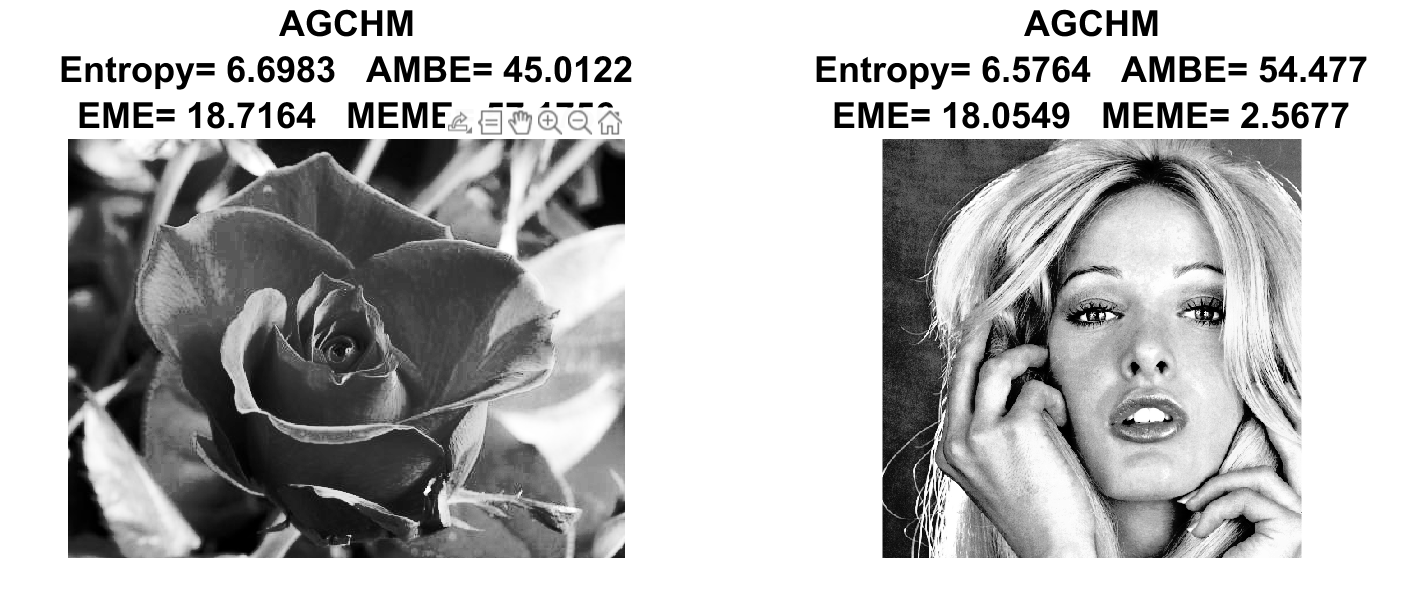 AGCHM
Entropy= 6.6983 AMBE= 45.0122
EME= 18.7164 MEME
AGCHM
Entropy= 6.5764 AMBE= 54.477
EME= 18.0549 MEME= 2.5677